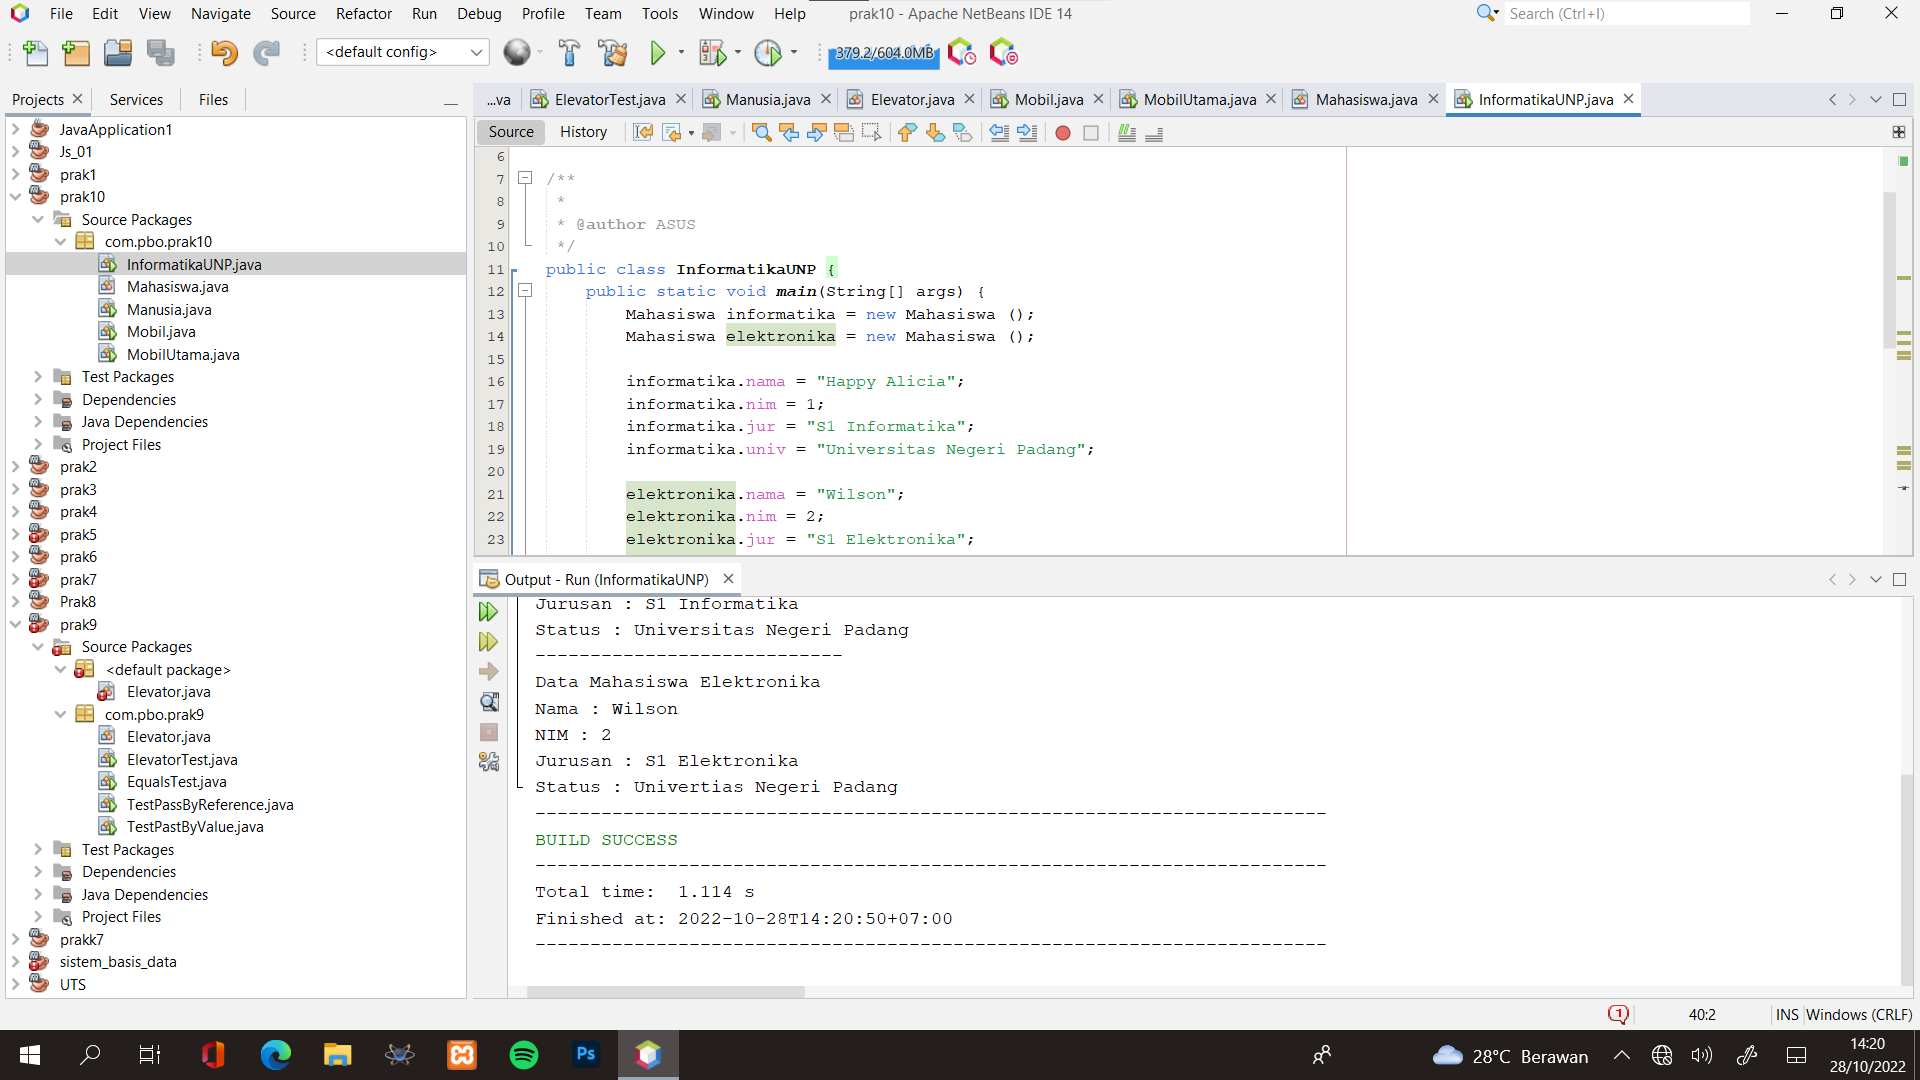 File Edit View Navigate Source Refactor Run Debug Profile Team Tools Window Help prak10 - Apache NetBeans IDE 14 Search (Ctrl+I)
<default config> 379.2/604.0MB
Projects Services Files
...va ElevatorTest.java Manusia.java Elevator.java Mobil.java MobilUtama.java Mahasiswa.java InformatikaUNP.java
Source History
JavaApplication1
Js_01
prak1
prak10
Source Packages
com.pbo.prak10
InformatikaUNP.java
Mahasiswa.java
Manusia.java
Mobil.java
MobilUtama.java
Test Packages
Dependencies
Java Dependencies
Project Files
prak2
prak3
prak4
prak5
prak6
prak7
Prak8
prak9
Source Packages
<default package>
Elevator.java
com.pbo.prak9
Elevator.java
ElevatorTest.java
EqualsTest.java
TestPassByReference.java
TestPastByValue.java
Test Packages
Dependencies
Java Dependencies
Project Files
prakk7
sistem_basis_data
UTS
6
7 /**
8 *
9 * @author ASUS
10 */
11 public class InformatikaUNP {
12 public static void main(String[] args) {
13 Mahasiswa informatika = new Mahasiswa ();
14 Mahasiswa elektronika = new Mahasiswa ();
15
16 informatika.nama = "Happy Alicia";
17 informatika.nim = 1;
18 informatika.jur = "S1 Informatika";
19 informatika.univ = "Universitas Negeri Padang";
20
21 elektronika.nama = "Wilson";
22 elektronika.nim = 2;
23 elektronika.jur = "S1 Elektronika";
Output - Run (InformatikaUNP)
Jurusan : S1 Informatika
Status : Universitas Negeri Padang
----------------------------
Data Mahasiswa Elektronika
Nama : Wilson
NIM : 2
Jurusan : S1 Elektronika
Status : Univertias Negeri Padang
------------------------------------------------------------------------
BUILD SUCCESS
------------------------------------------------------------------------
Total time:  1.114 s
Finished at: 2022-10-28T14:20:50+07:00
------------------------------------------------------------------------
1 40:2 INS Windows (CRLF)
Ps 28°C Berawan 14:20
28/10/2022